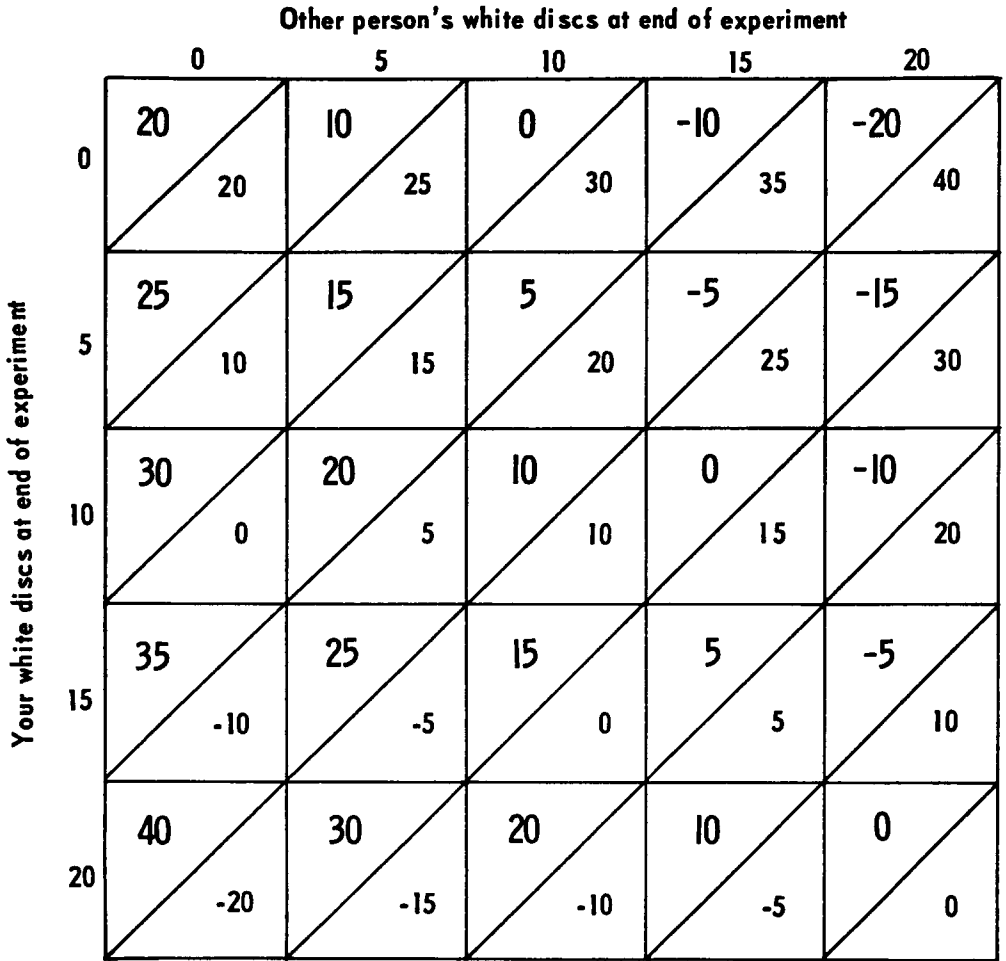 Other person's white discs at end of experiment
0 5 10 15 20
Your white discs at end of experiment
0
20 10 0 -10 -20
20 25 30 35 40
5
25 15 5 -5 -15
10 15 20 25 30
10
30 20 10 0 -10
0 5 10 15 20
15
35 25 15 5 -5
-10 -5 0 5 10
20
40 30 20 10 0
-20 -15 -10 -5 0